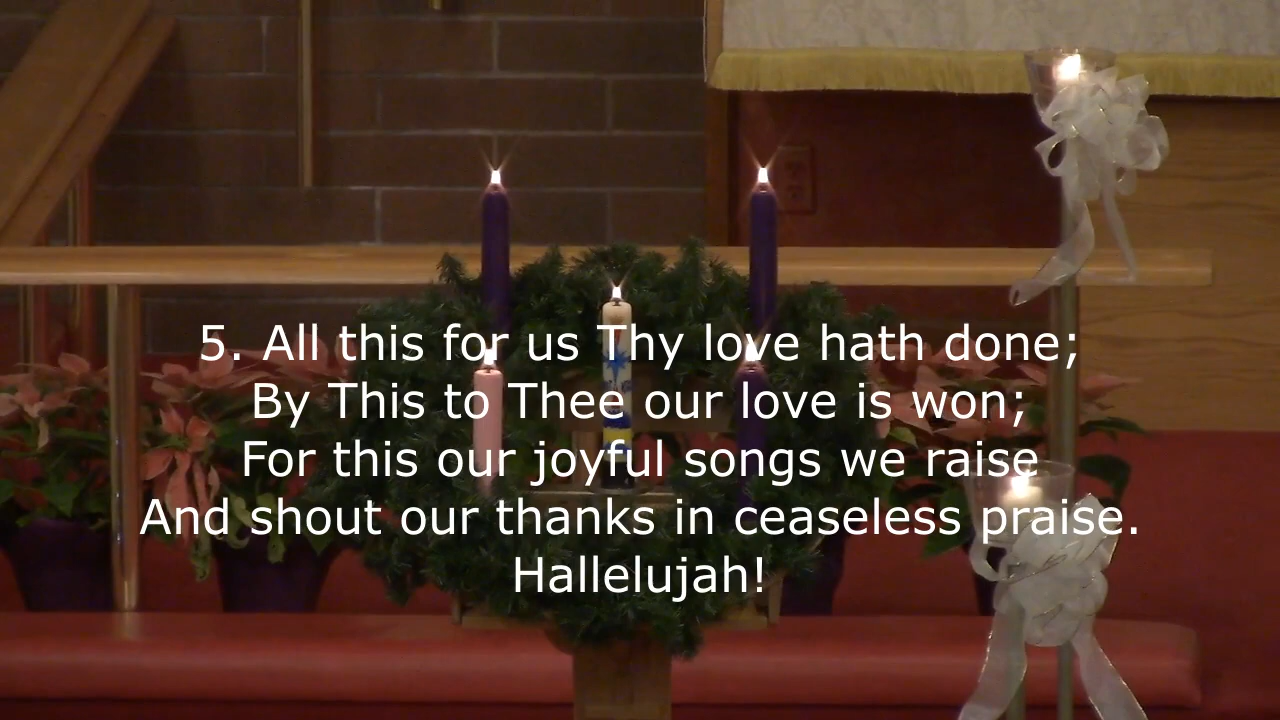 5. All this for us Thy love hath done;
By This to Thee our love is won;
For this our joyful songs we raise
And shout our thanks in ceaseless praise.
Hallelujah!